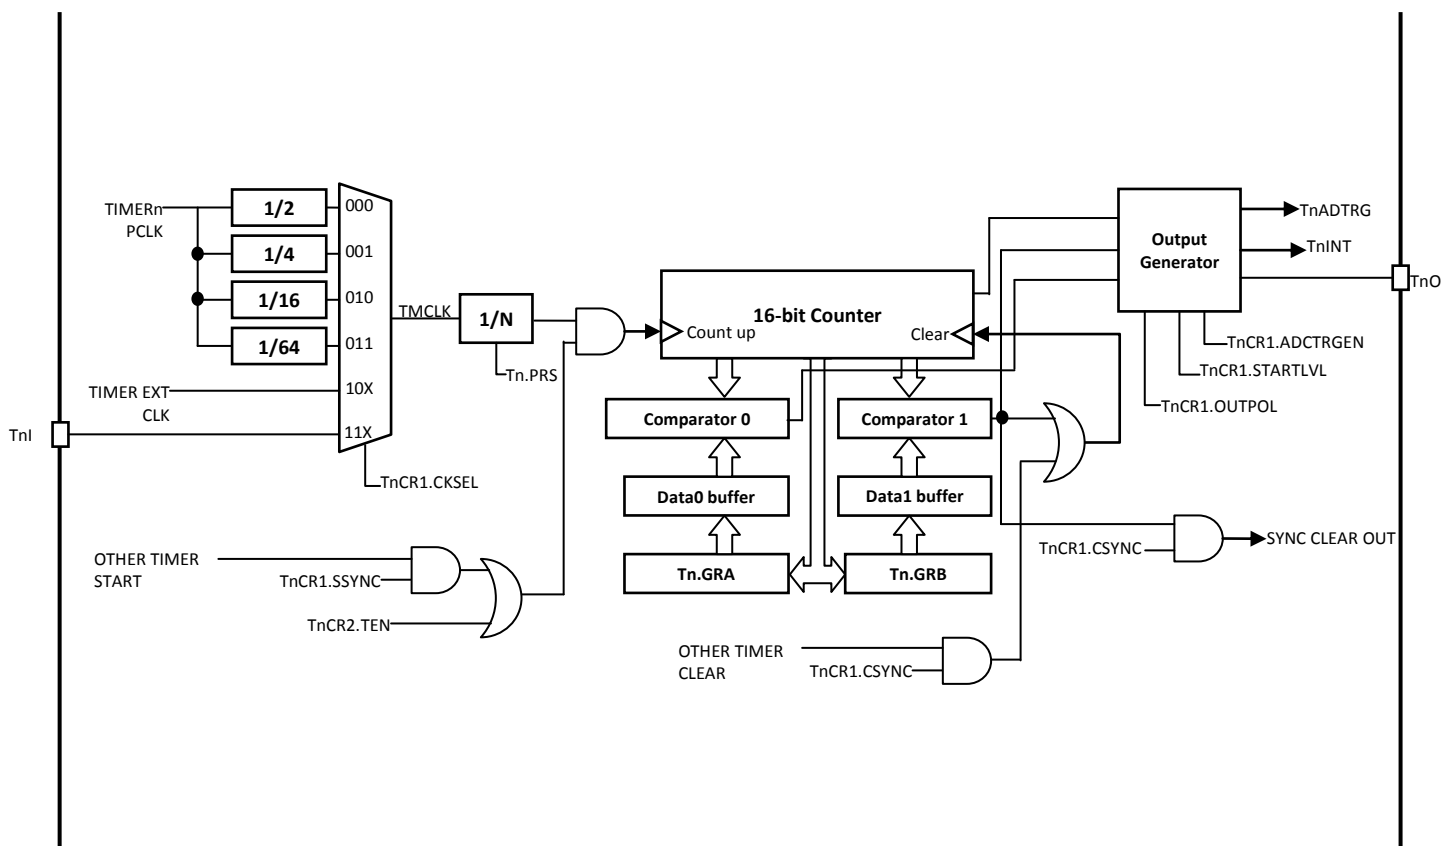 TIMERn
PCLK
1/2
000
1/4
001
1/16
010
1/64
011
TIMER EXT
CLK
10X
TnI
11X
TnCR1.CKSEL
TMCLK
1/N
Tn.PRS
16-bit Counter
Count up
Clear
Comparator 0
Comparator 1
Data0 buffer
Data1 buffer
Tn.GRA
Tn.GRB
Output
Generator
TnADTRG
TnINT
TnO
TnCR1.ADCTRGEN
TnCR1.STARTLVL
TnCR1.OUTPOL
OTHER TIMER
START
TnCR1.SSYNC
TnCR2.TEN
OTHER TIMER
CLEAR
TnCR1.CSYNC
TnCR1.CSYNC
SYNC CLEAR OUT